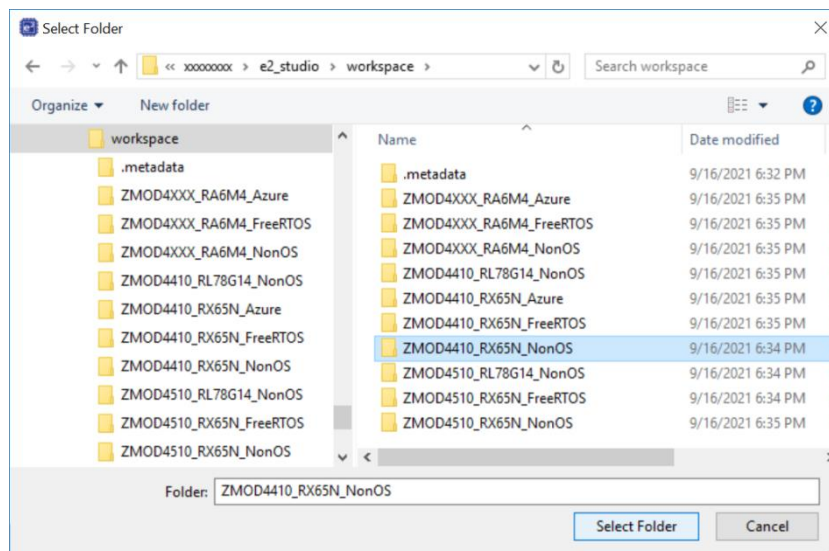 Select Folder
« xxxxxxxx > e2_studio > workspace >
Search workspace
Organize
New folder
workspace
.metadata
ZMOD4XXX_RA6M4_Azure
ZMOD4XXX_RA6M4_FreeRTOS
ZMOD4XXX_RA6M4_NonOS
ZMOD4410_RL78G14_NonOS
ZMOD4410_RX65N_Azure
ZMOD4410_RX65N_FreeRTOS
ZMOD4410_RX65N_NonOS
ZMOD4510_RL78G14_NonOS
ZMOD4510_RX65N_FreeRTOS
ZMOD4510_RX65N_NonOS
Name Date modified
.metadata 9/16/2021 6:32 PM
ZMOD4XXX_RA6M4_Azure 9/16/2021 6:35 PM
ZMOD4XXX_RA6M4_FreeRTOS 9/16/2021 6:35 PM
ZMOD4XXX_RA6M4_NonOS 9/16/2021 6:35 PM
ZMOD4410_RL78G14_NonOS 9/16/2021 6:35 PM
ZMOD4410_RX65N_Azure 9/16/2021 6:35 PM
ZMOD4410_RX65N_FreeRTOS 9/16/2021 6:35 PM
ZMOD4410_RX65N_NonOS 9/16/2021 6:34 PM
ZMOD4510_RL78G14_NonOS 9/16/2021 6:34 PM
ZMOD4510_RX65N_FreeRTOS 9/16/2021 6:34 PM
ZMOD4510_RX65N_NonOS 9/16/2021 6:35 PM
Folder: ZMOD4410_RX65N_NonOS
Select Folder Cancel